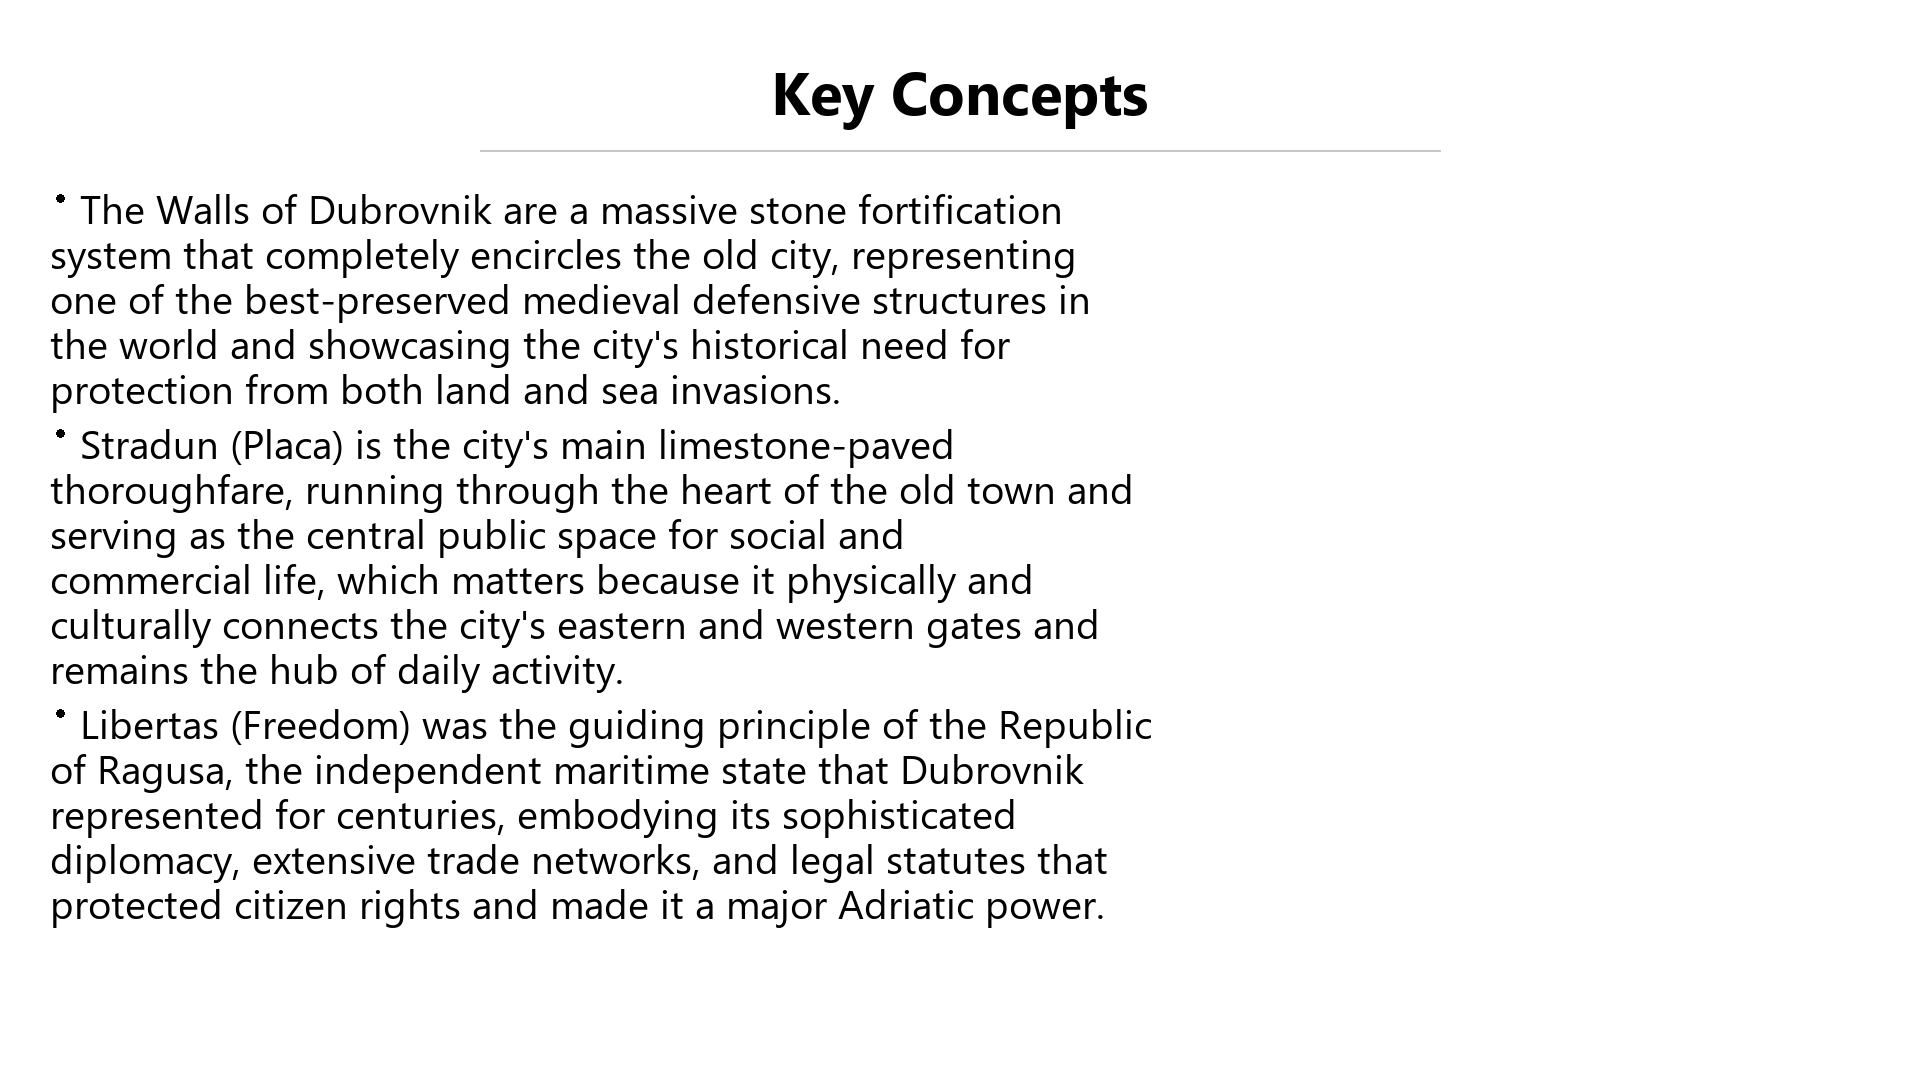 Key Concepts
• The Walls of Dubrovnik are a massive stone fortification
system that completely encircles the old city, representing
one of the best-preserved medieval defensive structures in
the world and showcasing the city's historical need for
protection from both land and sea invasions.
• Stradun (Placa) is the city's main limestone-paved
thoroughfare, running through the heart of the old town and
serving as the central public space for social and
commercial life, which matters because it physically and
culturally connects the city's eastern and western gates and
remains the hub of daily activity.
• Libertas (Freedom) was the guiding principle of the Republic
of Ragusa, the independent maritime state that Dubrovnik
represented for centuries, embodying its sophisticated
diplomacy, extensive trade networks, and legal statutes that
protected citizen rights and made it a major Adriatic power.